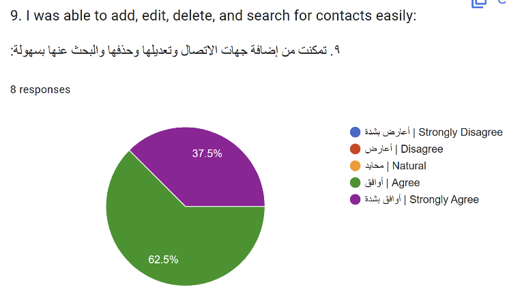 9. I was able to add, edit, delete, and search for contacts easily:
٩. تمكنت من إضافة جهات الاتصال وتعديلها وحذفها والبحث عنها بسهولة:
8 responses
37.5%
62.5%
أعارض بشدة | Strongly Disagree
أعارض | Disagree
محايد | Natural
أوافق | Agree
أوافق بشدة | Strongly Agree